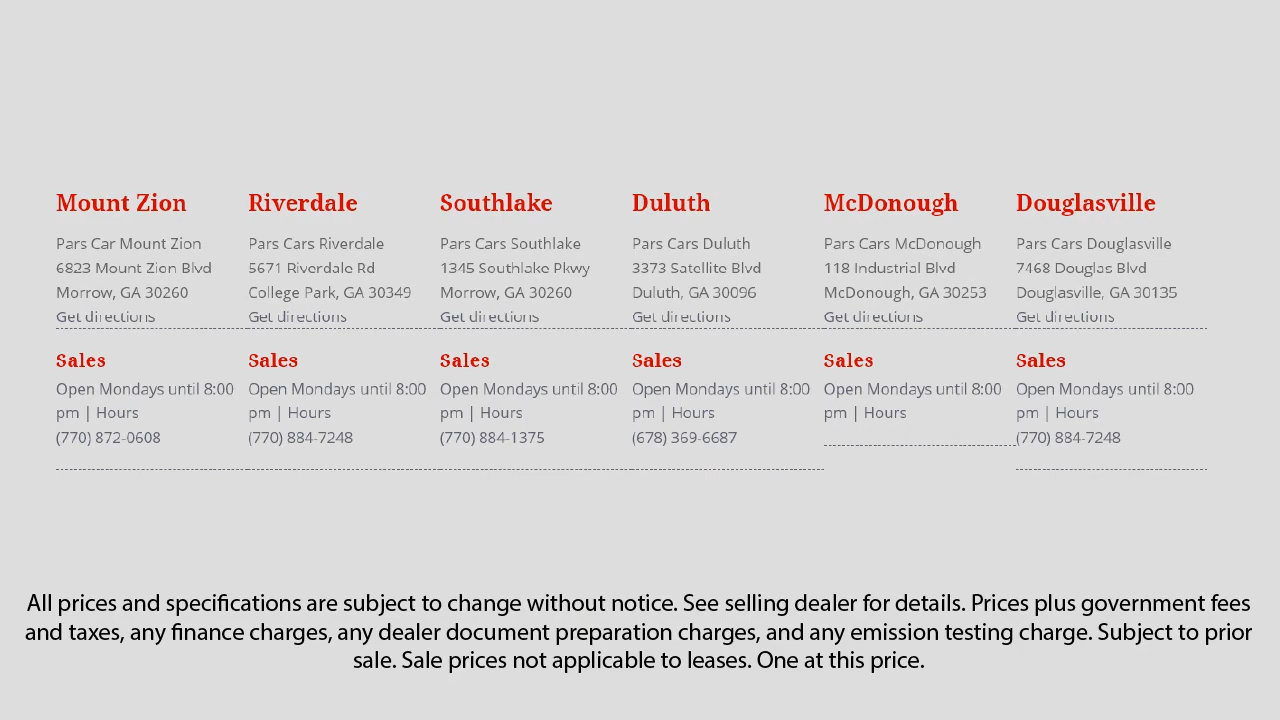 Mount Zion
Pars Car Mount Zion
6823 Mount Zion Blvd
Morrow, GA 30260
Get directions
Sales
Open Mondays until 8:00
pm | Hours
(770) 872-0608
Riverdale
Pars Cars Riverdale
5671 Riverdale Rd
College Park, GA 30349
Get directions
Sales
Open Mondays until 8:00
pm | Hours
(770) 884-7248
Southlake
Pars Cars Southlake
1345 Southlake Pkwy
Morrow, GA 30260
Get directions
Sales
Open Mondays until 8:00
pm | Hours
(770) 884-1375
Duluth
Pars Cars Duluth
3373 Satellite Blvd
Duluth, GA 30096
Get directions
Sales
Open Mondays until 8:00
pm | Hours
(678) 369-6687
McDonough
Pars Cars McDonough
118 Industrial Blvd
McDonough, GA 30253
Get directions
Sales
Open Mondays until 8:00
pm | Hours
Douglasville
Pars Cars Douglasville
7468 Douglas Blvd
Douglasville, GA 30135
Get directions
Sales
Open Mondays until 8:00
pm | Hours
(770) 884-7248
All prices and specifications are subject to change without notice. See selling dealer for details. Prices plus government fees
and taxes, any finance charges, any dealer document preparation charges, and any emission testing charge. Subject to prior
sale. Sale prices not applicable to leases. One at this price.